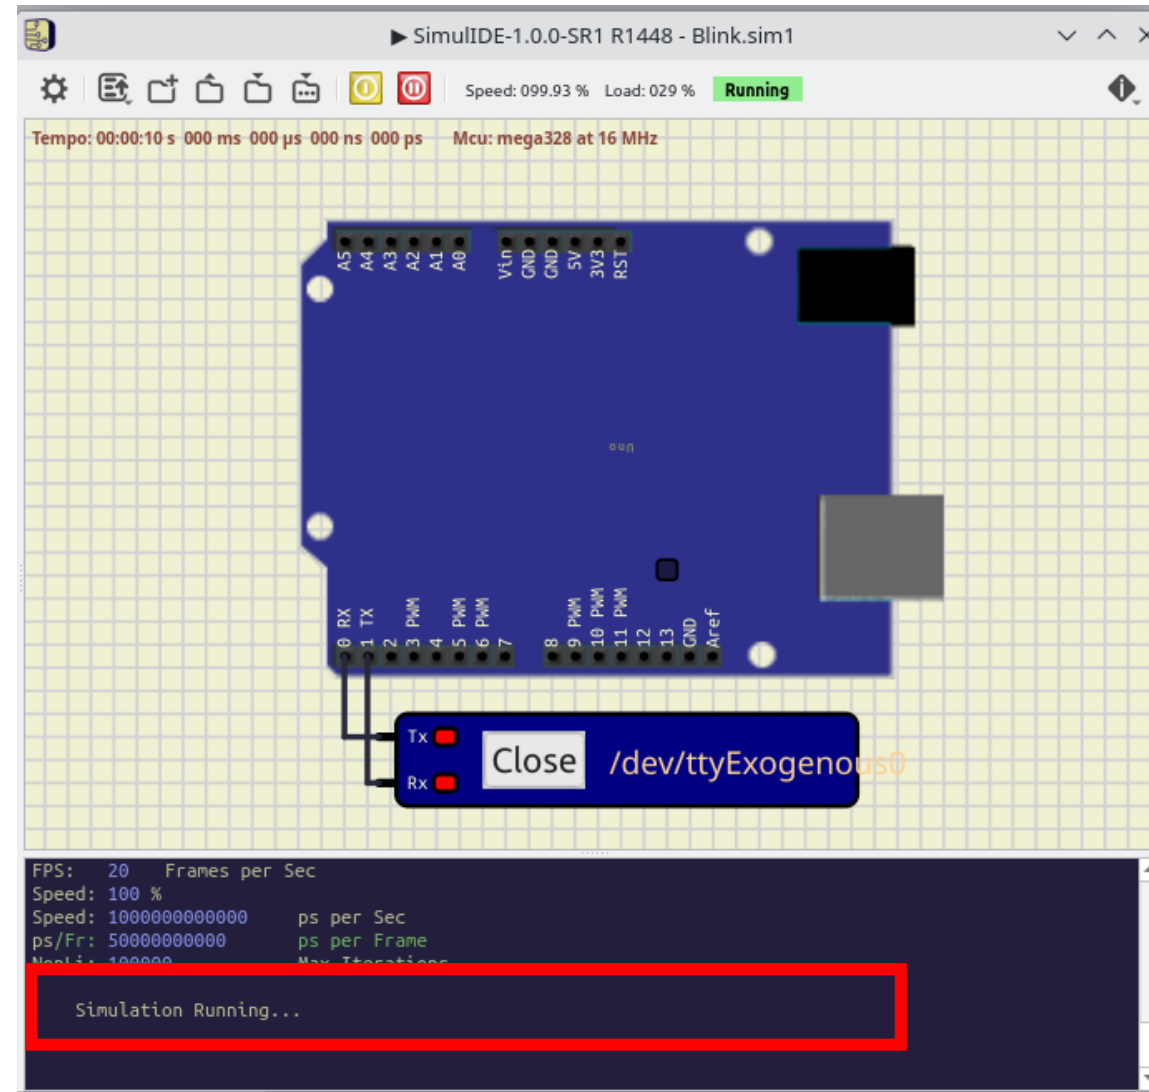 ▶ SimulIDE-1.0.0-SR1 R1448 - Blink.sim1
Speed: 099.93 % Load: 029 % Running
Tempo: 00:00:10 s 000 ms 000 µs 000 ns 000 ps Mcu: mega328 at 16 MHz
A5 A4 A3 A2 A1 A0 Vin GND GND 5V 3V3 RST
Uno
0 RX 1 TX 2 3 PWM 4 5 PWM 6 PWM 7 8 9 PWM 10 PWM 11 PWM 12 13 GND Aref
Tx
Close /dev/ttyExogenous0
Rx
FPS: 20 Frames per Sec
Speed: 100 %
Speed: 1000000000000 ps per Sec
ps/Fr: 50000000000 ps per Frame
NonLi: 100000 Max Iterations
Simulation Running...